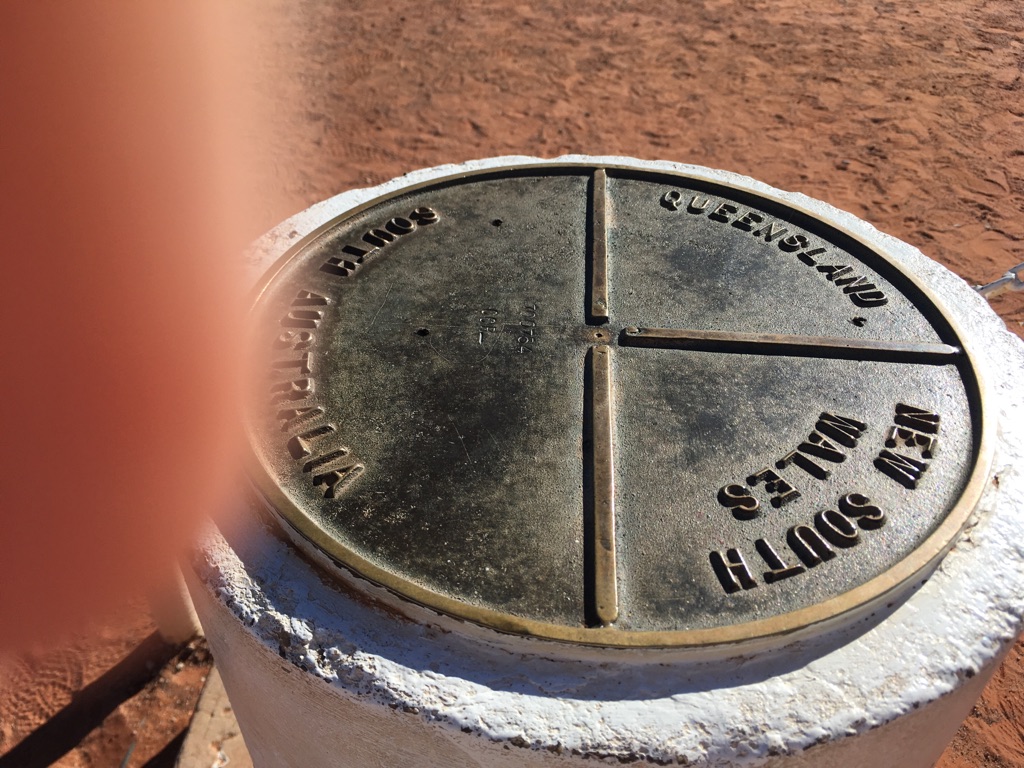 SOUTH AUSTRALIA
QUEENSLAND,
NEW SOUTH
WALES